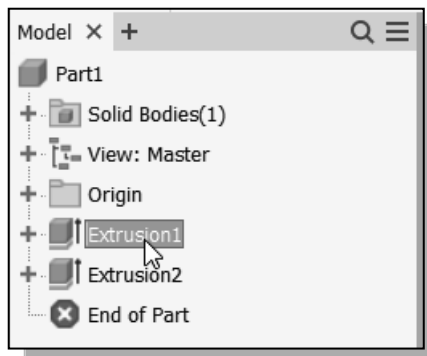 Model
Part1
Solid Bodies(1)
View: Master
Origin
Extrusion1
Extrusion2
End of Part